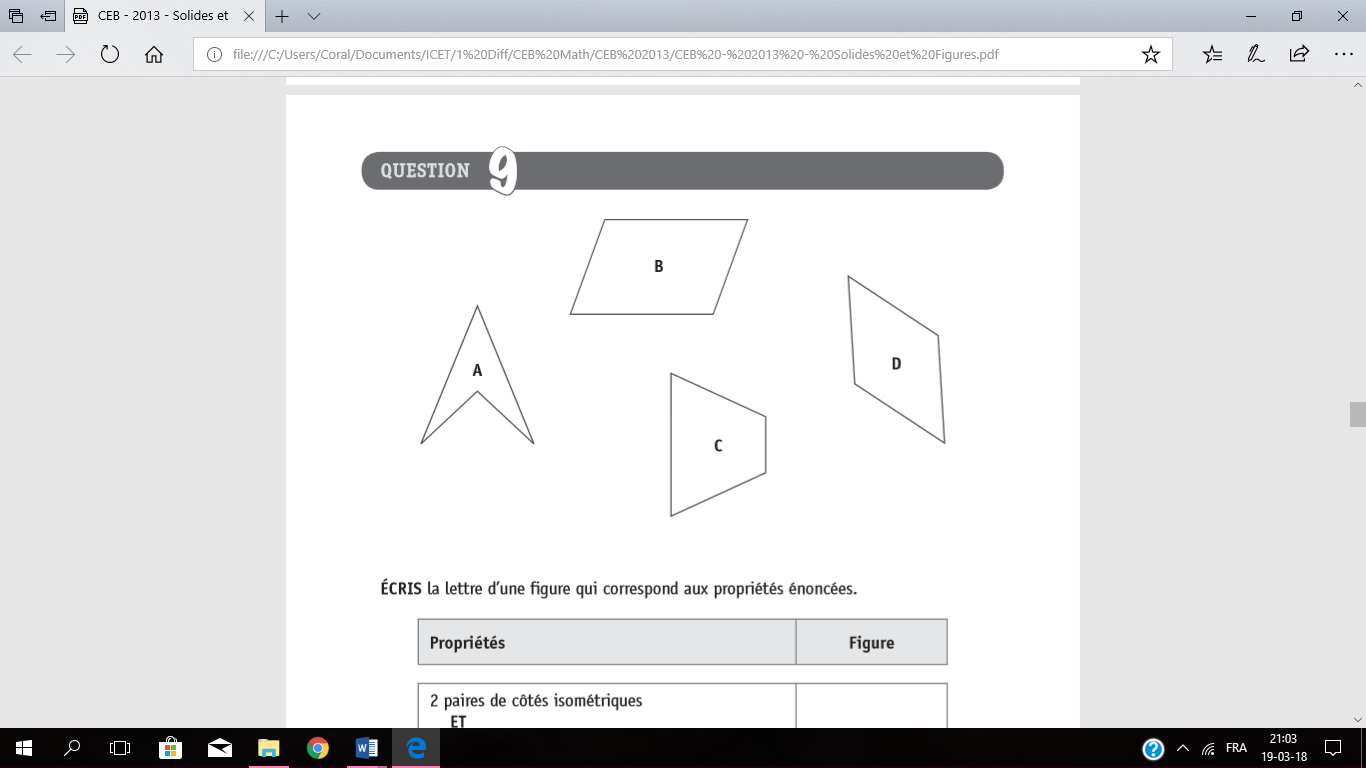 CEB - 2013 - Solides et
file:///C:/Users/Coral/Documents/ICET/1%20Diff/CEB%20Math/CEB%202013/CEB%20-%202013%20-%20Solides%20et%20Figures.pdf
QUESTION 9
B
A
D
C
ÉCRIS la lettre d’une figure qui correspond aux propriétés énoncées.
Propriétés Figure
2 paires de côtés isométriques
ET
FRA
21:03
19-03-18